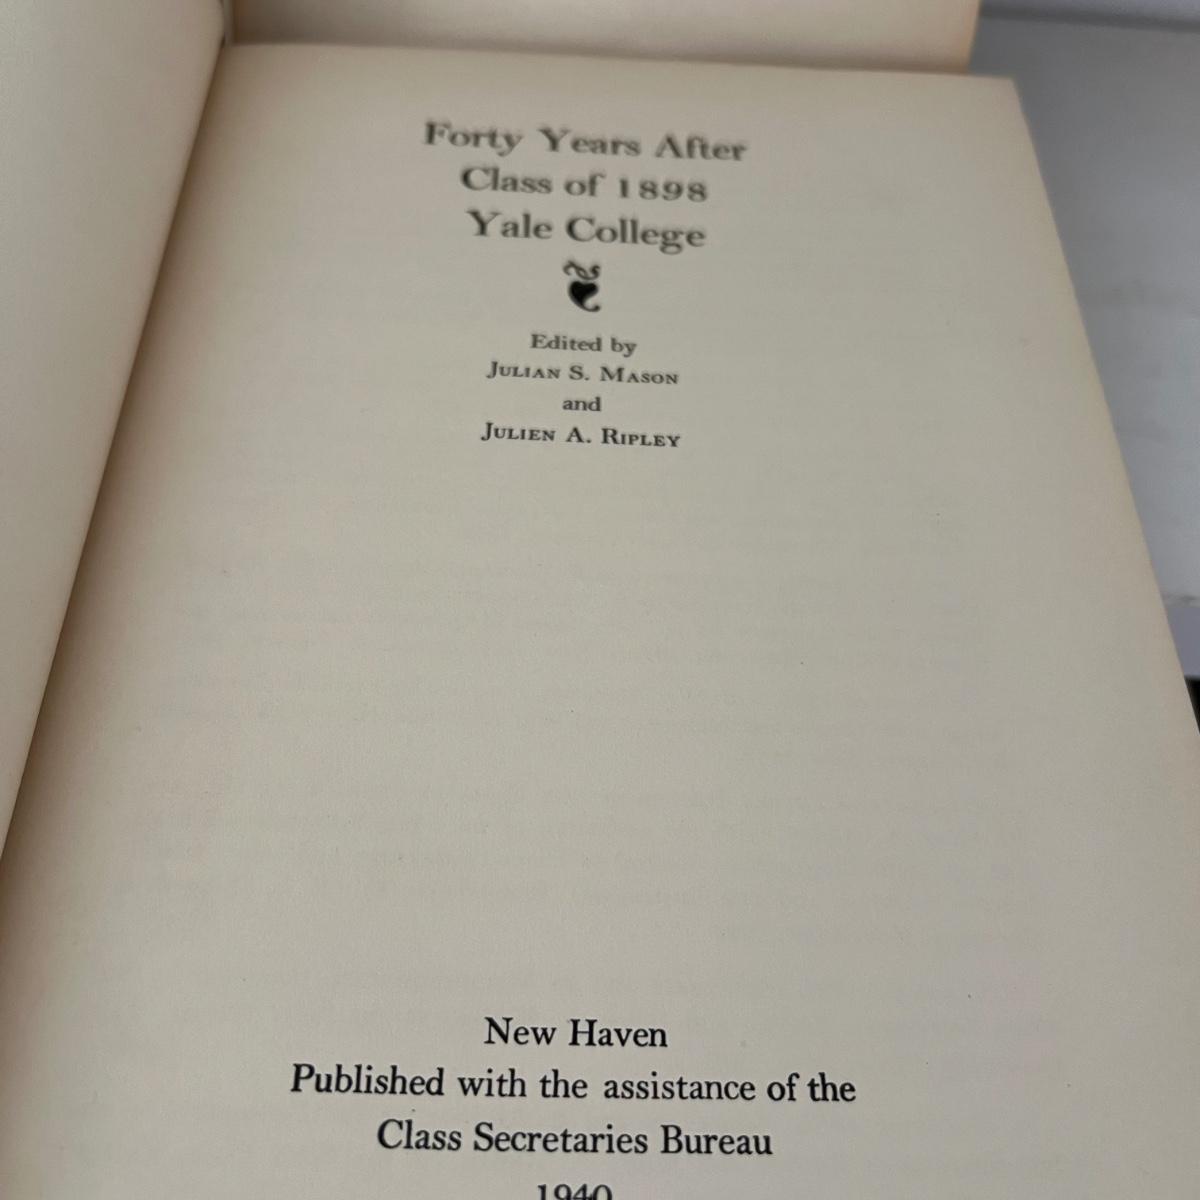 Forty Years After
Class of 1898
Yale College
Edited by
Julian S. Mason
and
Julien A. Ripley
New Haven
Published with the assistance of the
Class Secretaries Bureau
1940